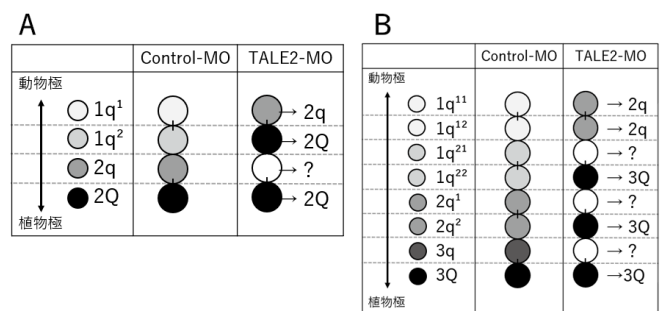 A
Control-MO TALE2-MO
動物極
1q¹ → 2q
1q² → 2Q
2q → ?
2Q → 2Q
植物極
B
Control-MO TALE2-MO
動物極
1q¹¹ → 2q
1q¹² → 2q
1q²¹ → ?
1q²² → 3Q
2q¹ → ?
2q² → 3Q
3q → ?
3Q →3Q
植物極